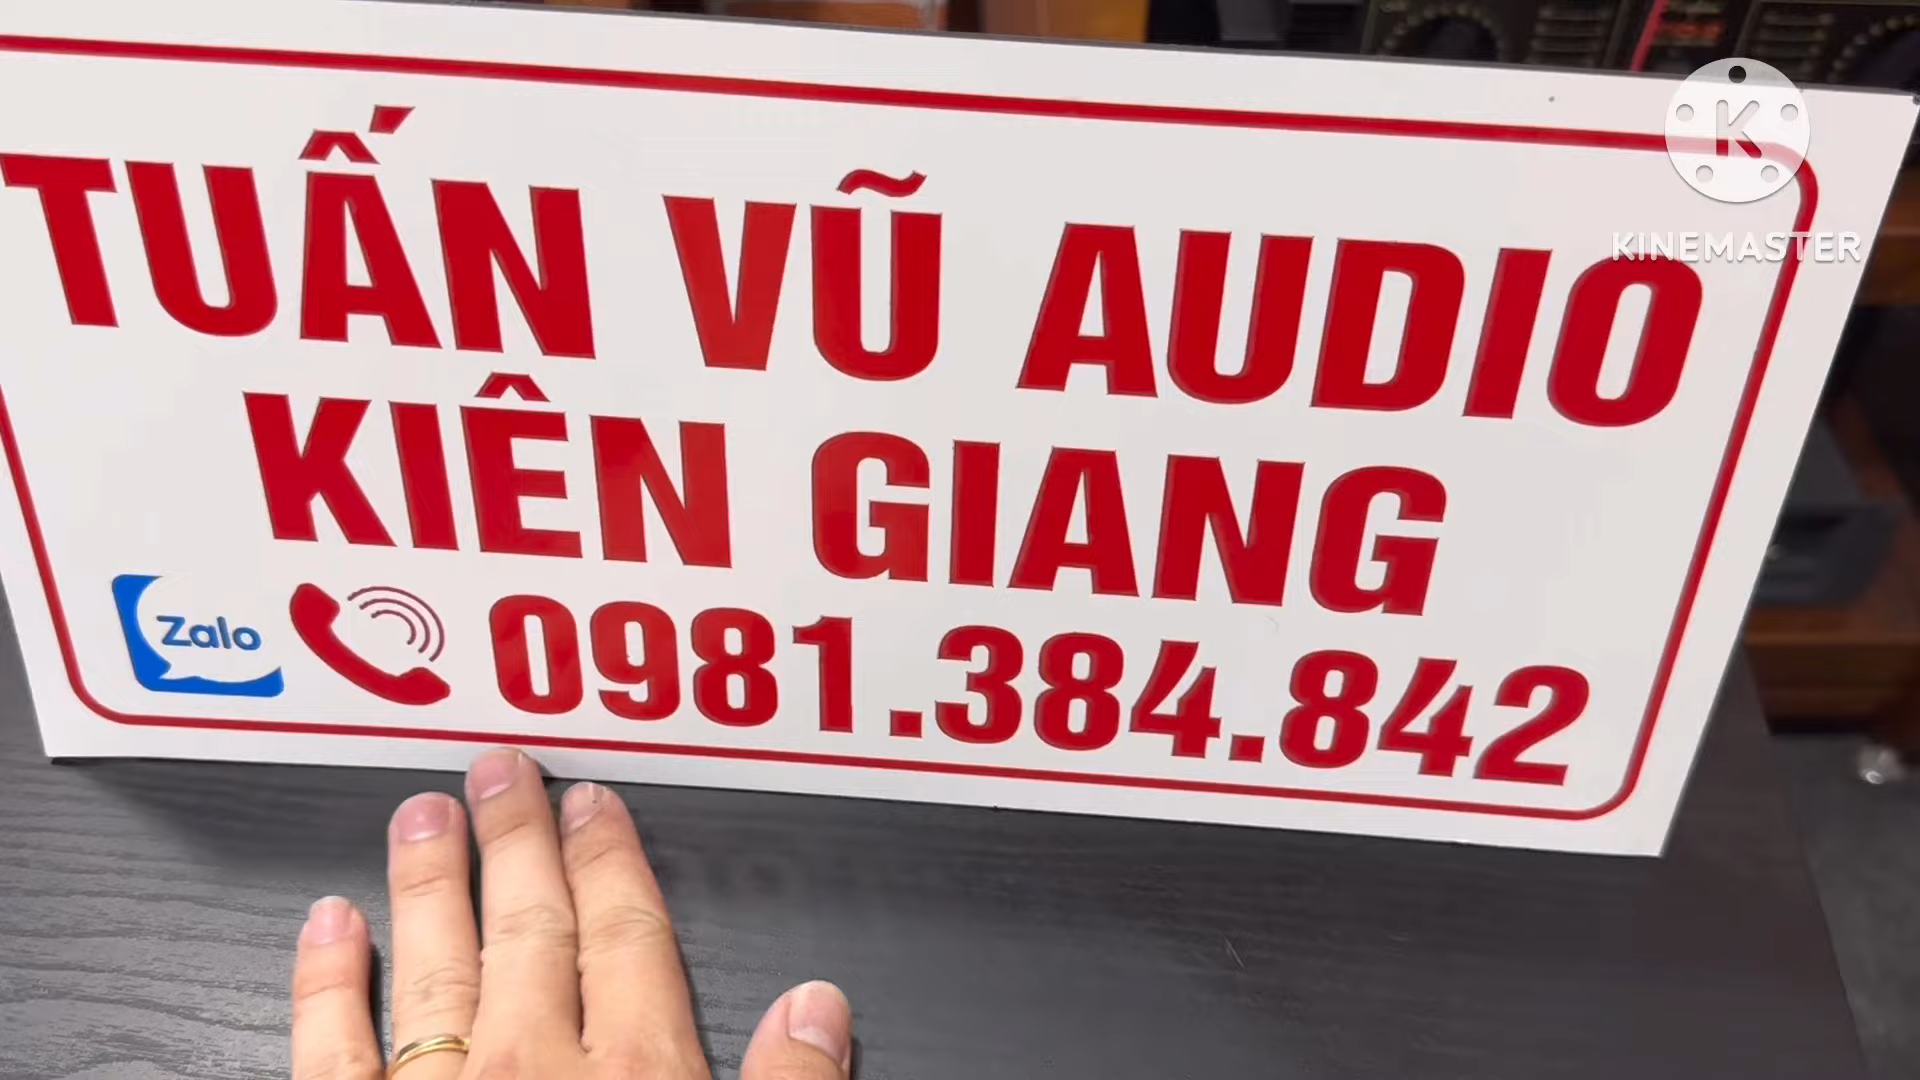 TUẤN VŨ AUDIO
KIÊN GIANG
Zalo 0981.384.842
K
KINEMASTER